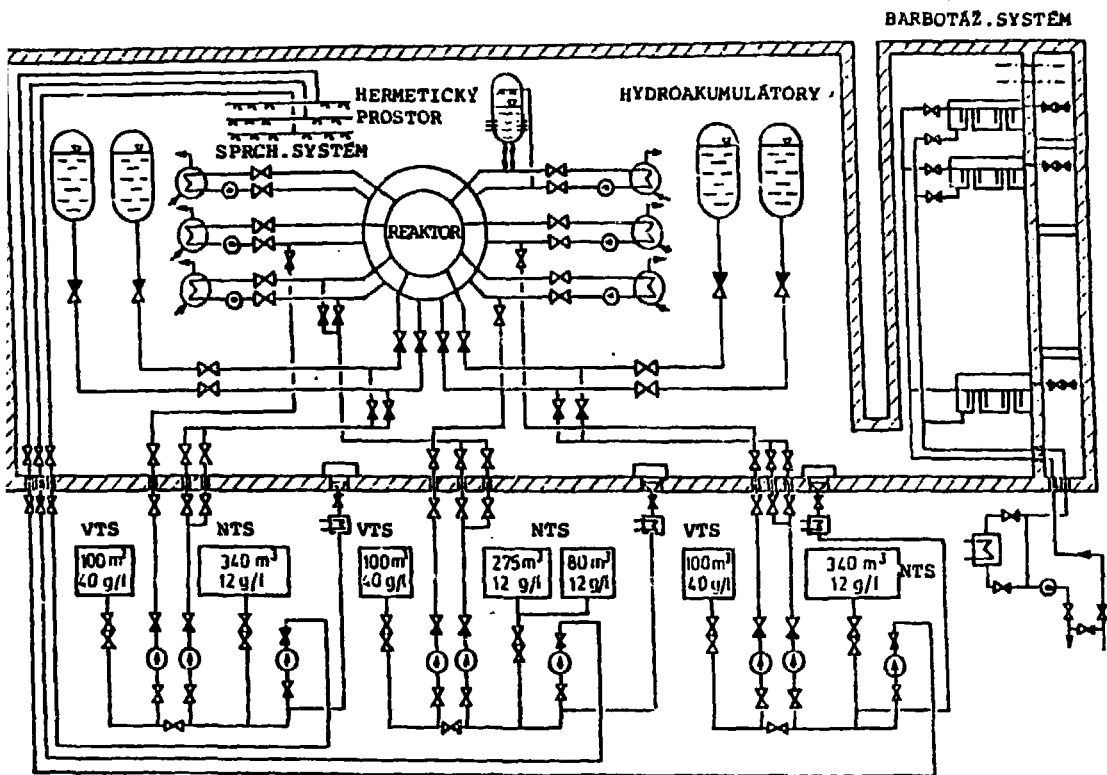 BARBOTÁŽ.SYSTÉM
HERMETICKÝ
PROSTOR
SPRCH.SYSTÉM
HYDROAKUMULÁTORY
REAKTOR
VTS
100 m³
40 g/l
NTS
340 m³
12 g/l
VTS
100 m³
40 g/l
NTS
275 m³
12 g/l
80 m³
12 g/l
VTS
100 m³
40 g/l
340 m³
12 g/l
NTS